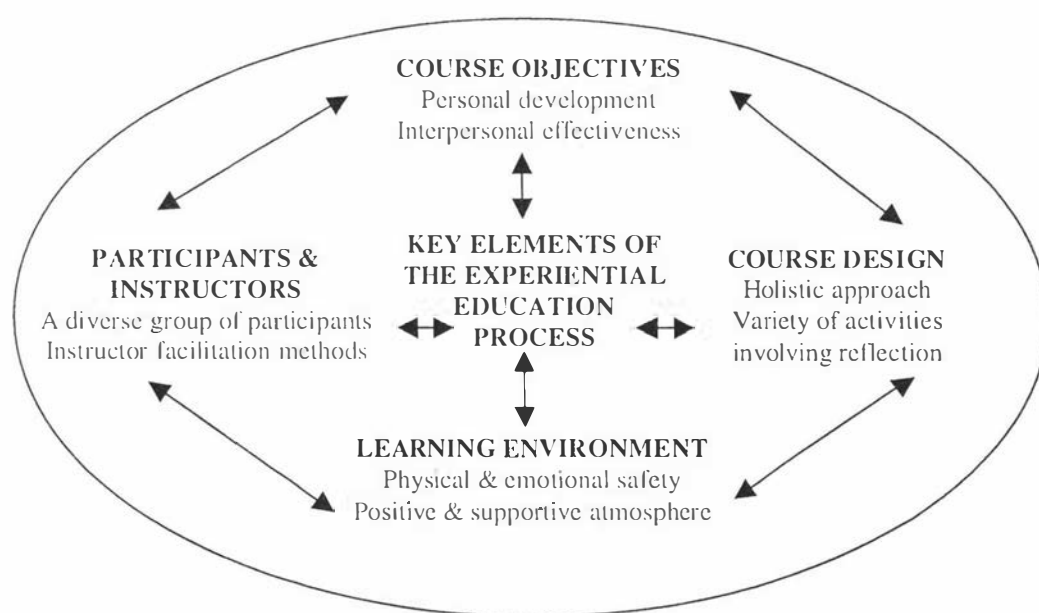 COURSE OBJECTIVES
Personal development
Interpersonal effectiveness
PARTICIPANTS &
INSTRUCTORS
A diverse group of participants
Instructor facilitation methods
KEY ELEMENTS OF
THE EXPERIENTIAL
EDUCATION
PROCESS
COURSE DESIGN
Holistic approach
Variety of activities
involving reflection
LEARNING ENVIRONMENT
Physical & emotional safety
Positive & supportive atmosphere